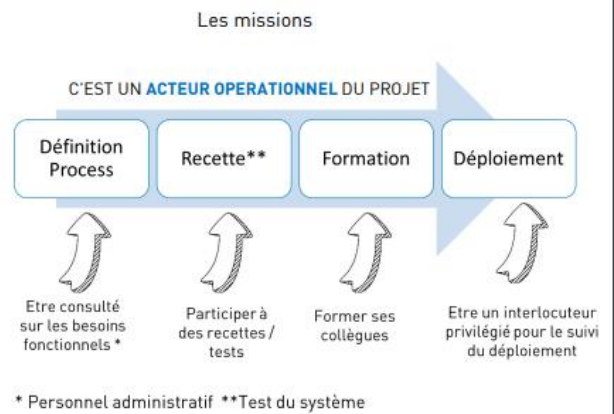 Les missions
C'EST UN ACTEUR OPERATIONNEL DU PROJET
Définition
Process
Recette**
Formation
Déploiement
Etre consulté
sur les besoins
fonctionnels *
Participer à
des recettes /
tests
Former ses
collègues
Etre un interlocuteur
privilégié pour le suivi
du déploiement
* Personnel administratif **Test du système